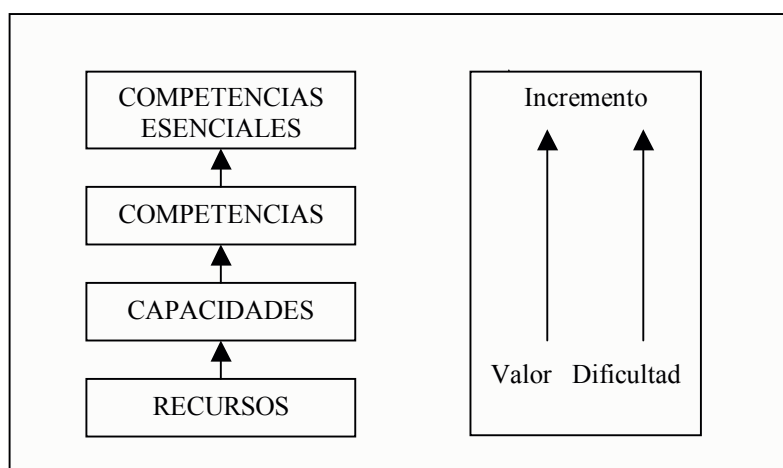 COMPETENCIAS
ESENCIALES
COMPETENCIAS
CAPACIDADES
RECURSOS
Incremento
Valor Dificultad